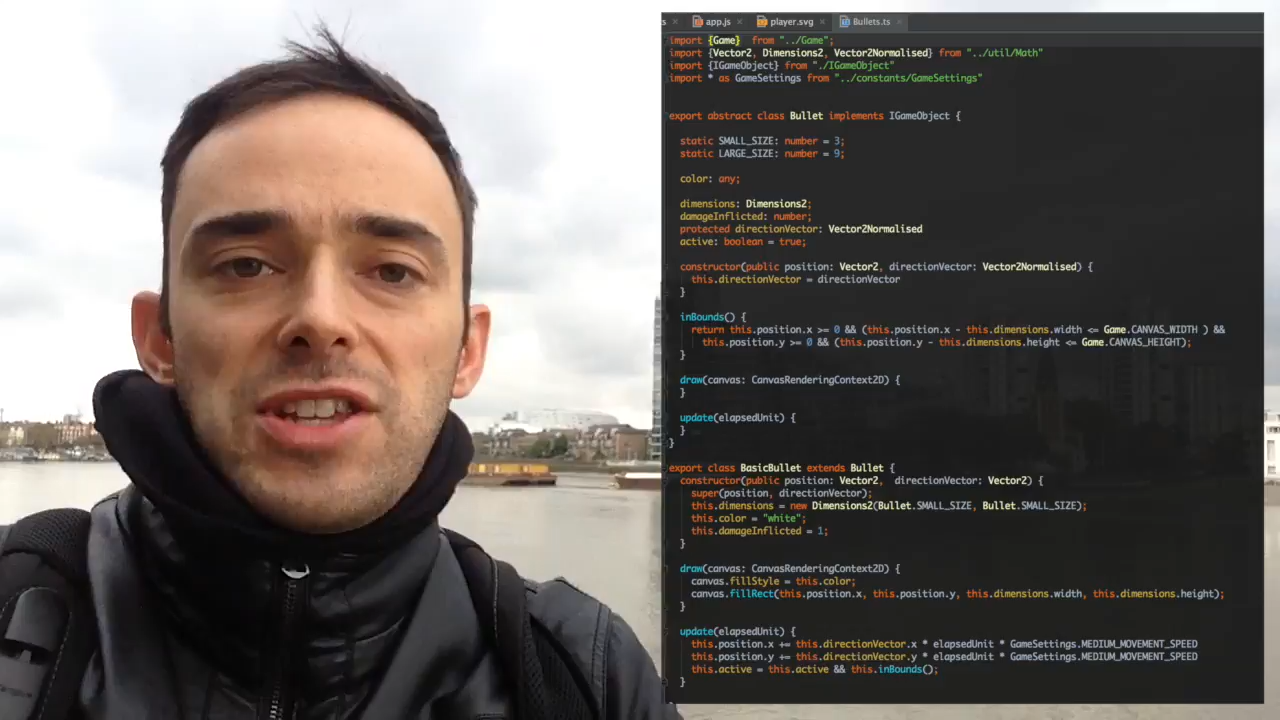 s app.js player.svg Bullets.ts
import {Game} from "../Game";
import {Vector2, Dimensions2, Vector2Normalised} from "../util/Math"
import {IGameObject} from "./IGameObject"
import * as GameSettings from "../constants/GameSettings"
export abstract class Bullet implements IGameObject {
static SMALL_SIZE: number = 3;
static LARGE_SIZE: number = 9;
color: any;
dimensions: Dimensions2;
damageInflicted: number;
protected directionVector: Vector2Normalised
active: boolean = true;
constructor(public position: Vector2, directionVector: Vector2Normalised) {
this.directionVector = directionVector
}
inBounds() {
return this.position.x >= 0 && (this.position.x - this.dimensions.width <= Game.CANVAS_WIDTH ) &&
this.position.y >= 0 && (this.position.y - this.dimensions.height <= Game.CANVAS_HEIGHT);
}
draw(canvas: CanvasRenderingContext2D) {
}
update(elapsedUnit) {
}
}
export class BasicBullet extends Bullet {
constructor(public position: Vector2, directionVector: Vector2) {
super(position, directionVector);
this.dimensions = new Dimensions2(Bullet.SMALL_SIZE, Bullet.SMALL_SIZE);
this.color = "white";
this.damageInflicted = 1;
}
draw(canvas: CanvasRenderingContext2D) {
canvas.fillStyle = this.color;
canvas.fillRect(this.position.x, this.position.y, this.dimensions.width, this.dimensions.height);
}
update(elapsedUnit) {
this.position.x += this.directionVector.x * elapsedUnit * GameSettings.MEDIUM_MOVEMENT_SPEED
this.position.y += this.directionVector.y * elapsedUnit * GameSettings.MEDIUM_MOVEMENT_SPEED
this.active = this.active && this.inBounds();
}